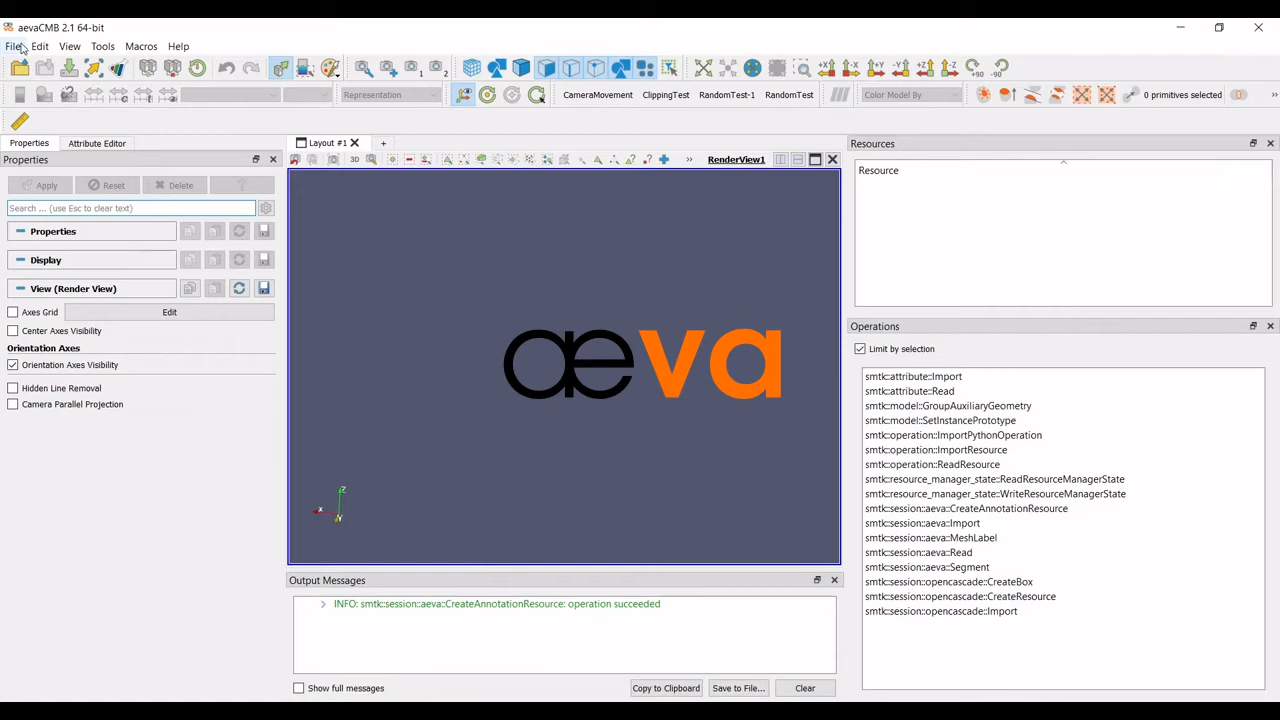 aevaCMB 2.1 64-bit
File Edit View Tools Macros Help
Representation CameraMovement ClippingTest RandomTest-1 RandomTest Color Model By 0 primitives selected
Properties Attribute Editor
Properties
Apply Reset Delete ?
Search ... (use Esc to clear text)
Properties
Display
View (Render View)
Axes Grid Edit
Center Axes Visibility
Orientation Axes
Orientation Axes Visibility
Hidden Line Removal
Camera Parallel Projection
Layout #1 +
3D RenderView1
aeva
Z
X
Y
Output Messages
INFO: smtk::session::aeva::CreateAnnotationResource: operation succeeded
Show full messages Copy to Clipboard Save to File... Clear
Resources
Resource
Operations
Limit by selection
smtk::attribute::Import
smtk::attribute::Read
smtk::model::GroupAuxiliaryGeometry
smtk::model::SetInstancePrototype
smtk::operation::ImportPythonOperation
smtk::operation::ImportResource
smtk::operation::ReadResource
smtk::resource_manager_state::ReadResourceManagerState
smtk::resource_manager_state::WriteResourceManagerState
smtk::session::aeva::CreateAnnotationResource
smtk::session::aeva::Import
smtk::session::aeva::MeshLabel
smtk::session::aeva::Read
smtk::session::aeva::Segment
smtk::session::opencascade::CreateBox
smtk::session::opencascade::CreateResource
smtk::session::opencascade::Import